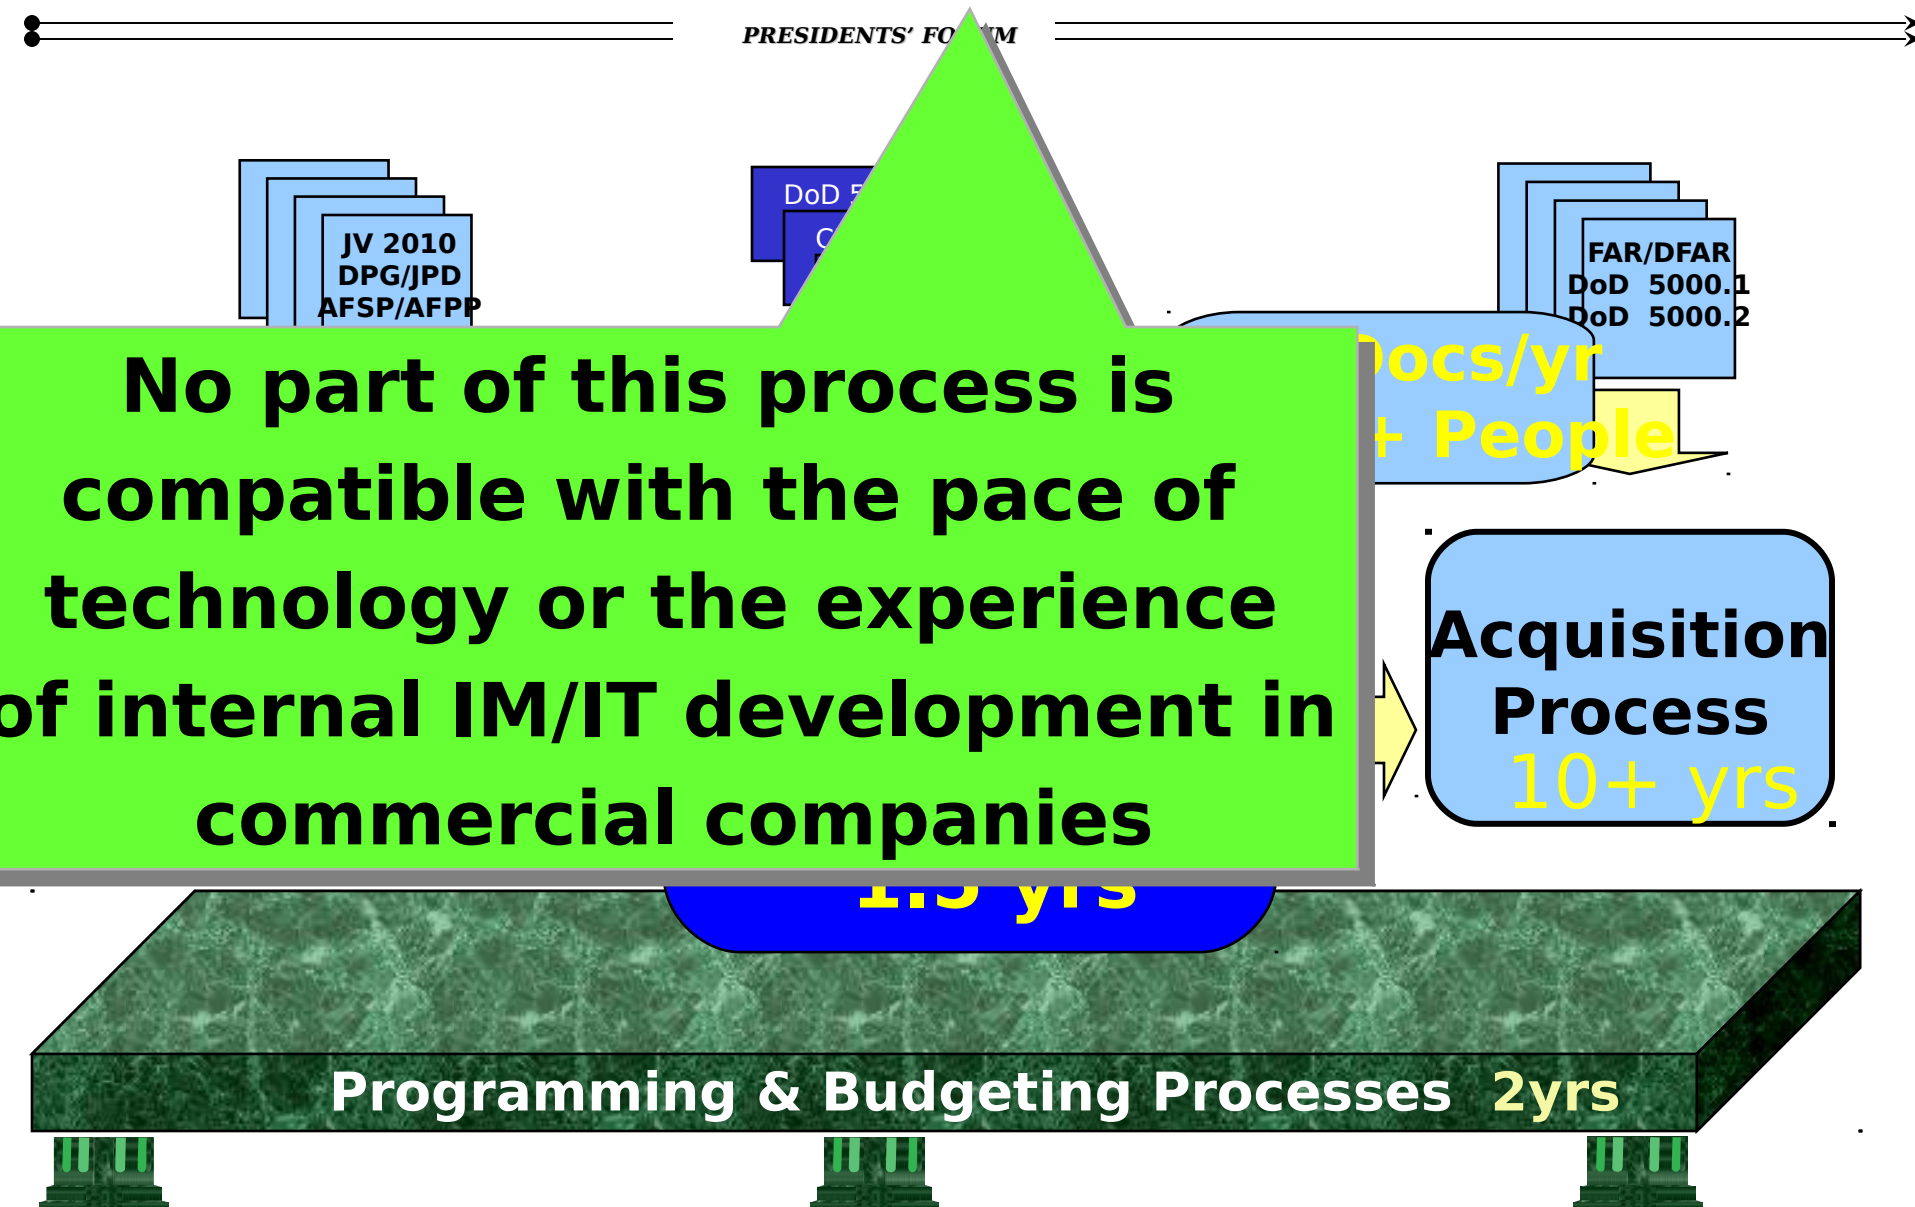 PRESIDENTS’
JV 2010
DPG/JPD
AFSP/AFPP
DoD
FAR/DFAR
DoD 5000.1
DoD 5000.2
Docs/yr
+ People
No part of this process is
compatible with the pace of
technology or the experience
of internal IM/IT development in
commercial companies
Acquisition
Process
10+ yrs
1.5 yrs
Programming & Budgeting Processes 2yrs